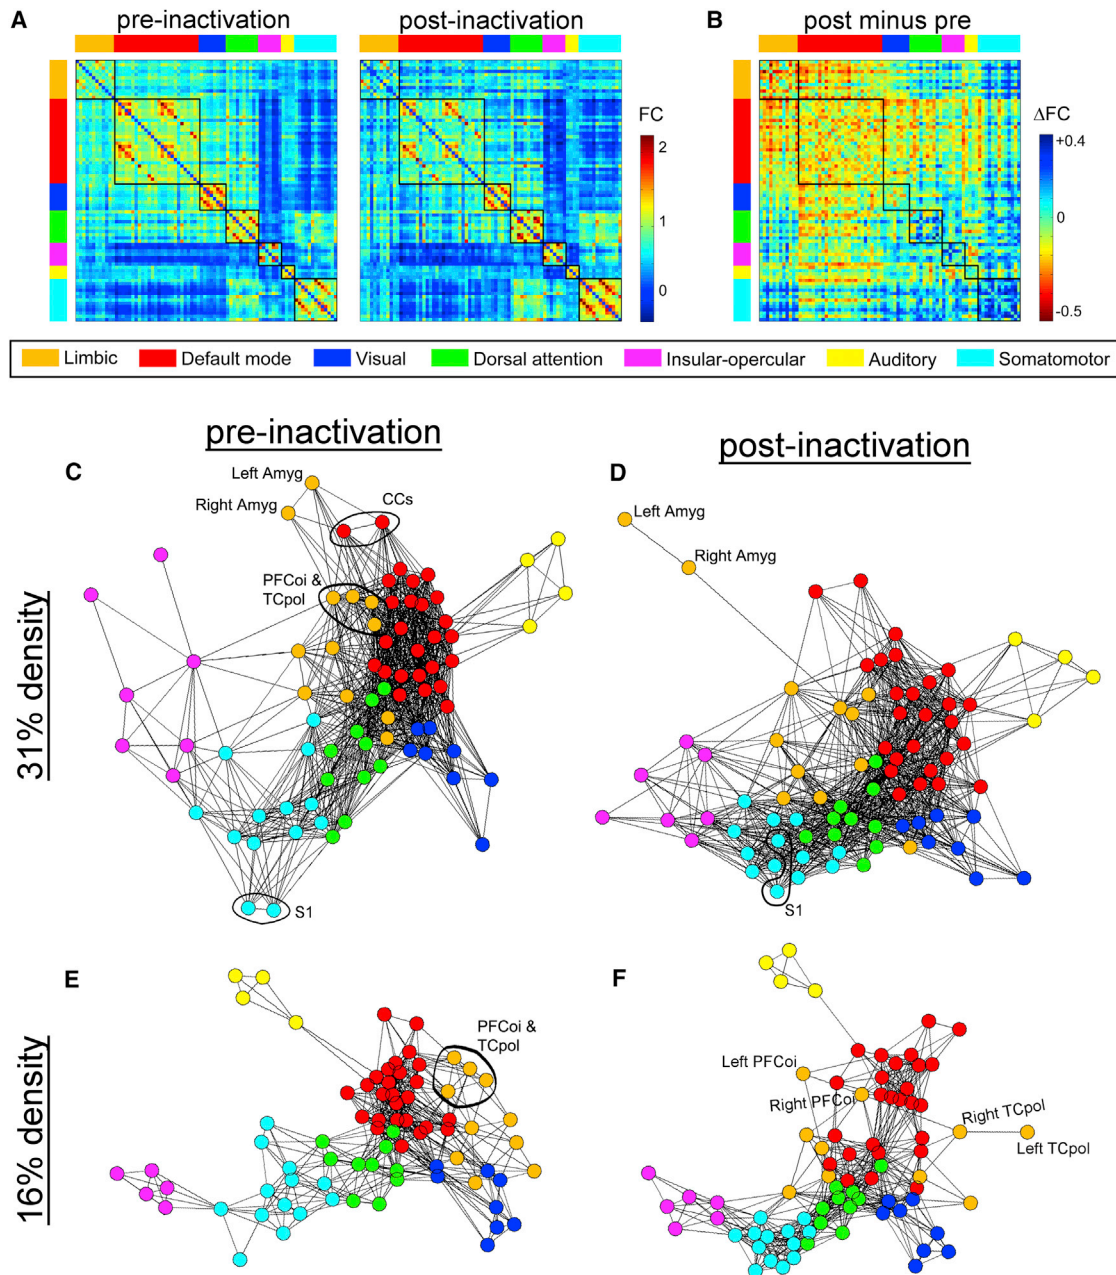 A
pre-inactivation
post-inactivation
B
post minus pre
FC
2
1
0
ΔFC
+0.4
0
-0.5
Limbic
Default mode
Visual
Dorsal attention
Insular-opercular
Auditory
Somatomotor
pre-inactivation
post-inactivation
31% density
C
Left Amyg
Right Amyg
CCs
PFCoi &
TCpol
S1
D
Left Amyg
Right Amyg
S1
16% density
E
PFCoi &
TCpol
F
Left PFCoi
Right PFCoi
Right TCpol
Left TCpol